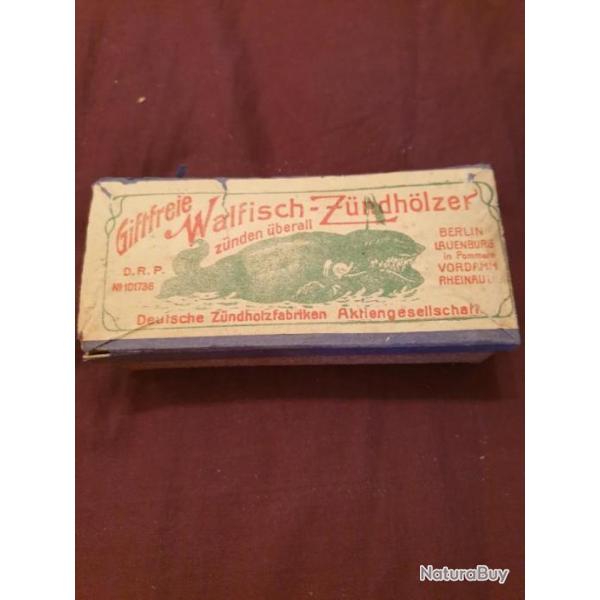 Giftfreie Walfisch-Zündhölzer
zünden überall
D.R.P.
No 101736
BERLIN
LAUENBURG
in Pommern
VORDAMM
RHEINAU
Deutsche Zündholzfabriken Aktiengesellschaft
NaturaBuy